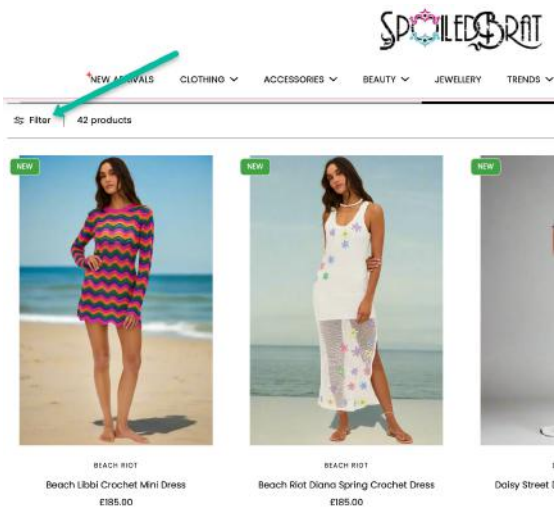 SPOILEDBRAT
NEW ARRIVALS CLOTHING ACCESSORIES BEAUTY JEWELLERY TRENDS
Filter 42 products
NEW NEW NEW
BEACH RIOT BEACH RIOT
Beach Libbi Crochet Mini Dress Beach Riot Diana Spring Crochet Dress Daisy Street
£185.00 £185.00